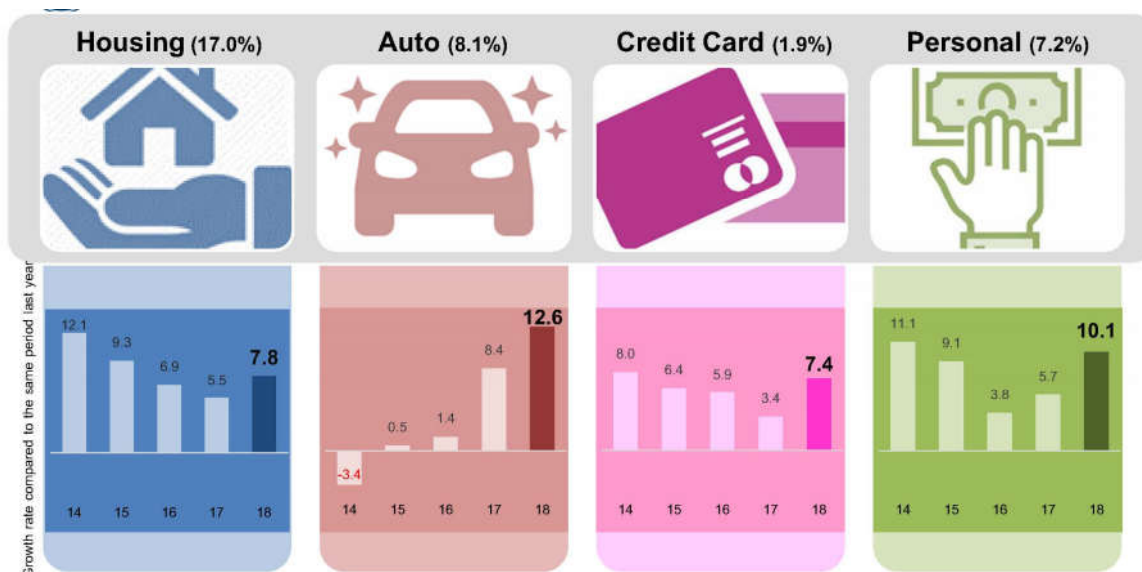 Housing (17.0%)
Auto (8.1%)
Credit Card (1.9%)
Personal (7.2%)
Growth rate compared to the same period last year
12.1
9.3
6.9
5.5
7.8
14 15 16 17 18
-3.4
0.5
1.4
8.4
12.6
14 15 16 17 18
8.0
6.4
5.9
3.4
7.4
14 15 16 17 18
11.1
9.1
3.8
5.7
10.1
14 15 16 17 18